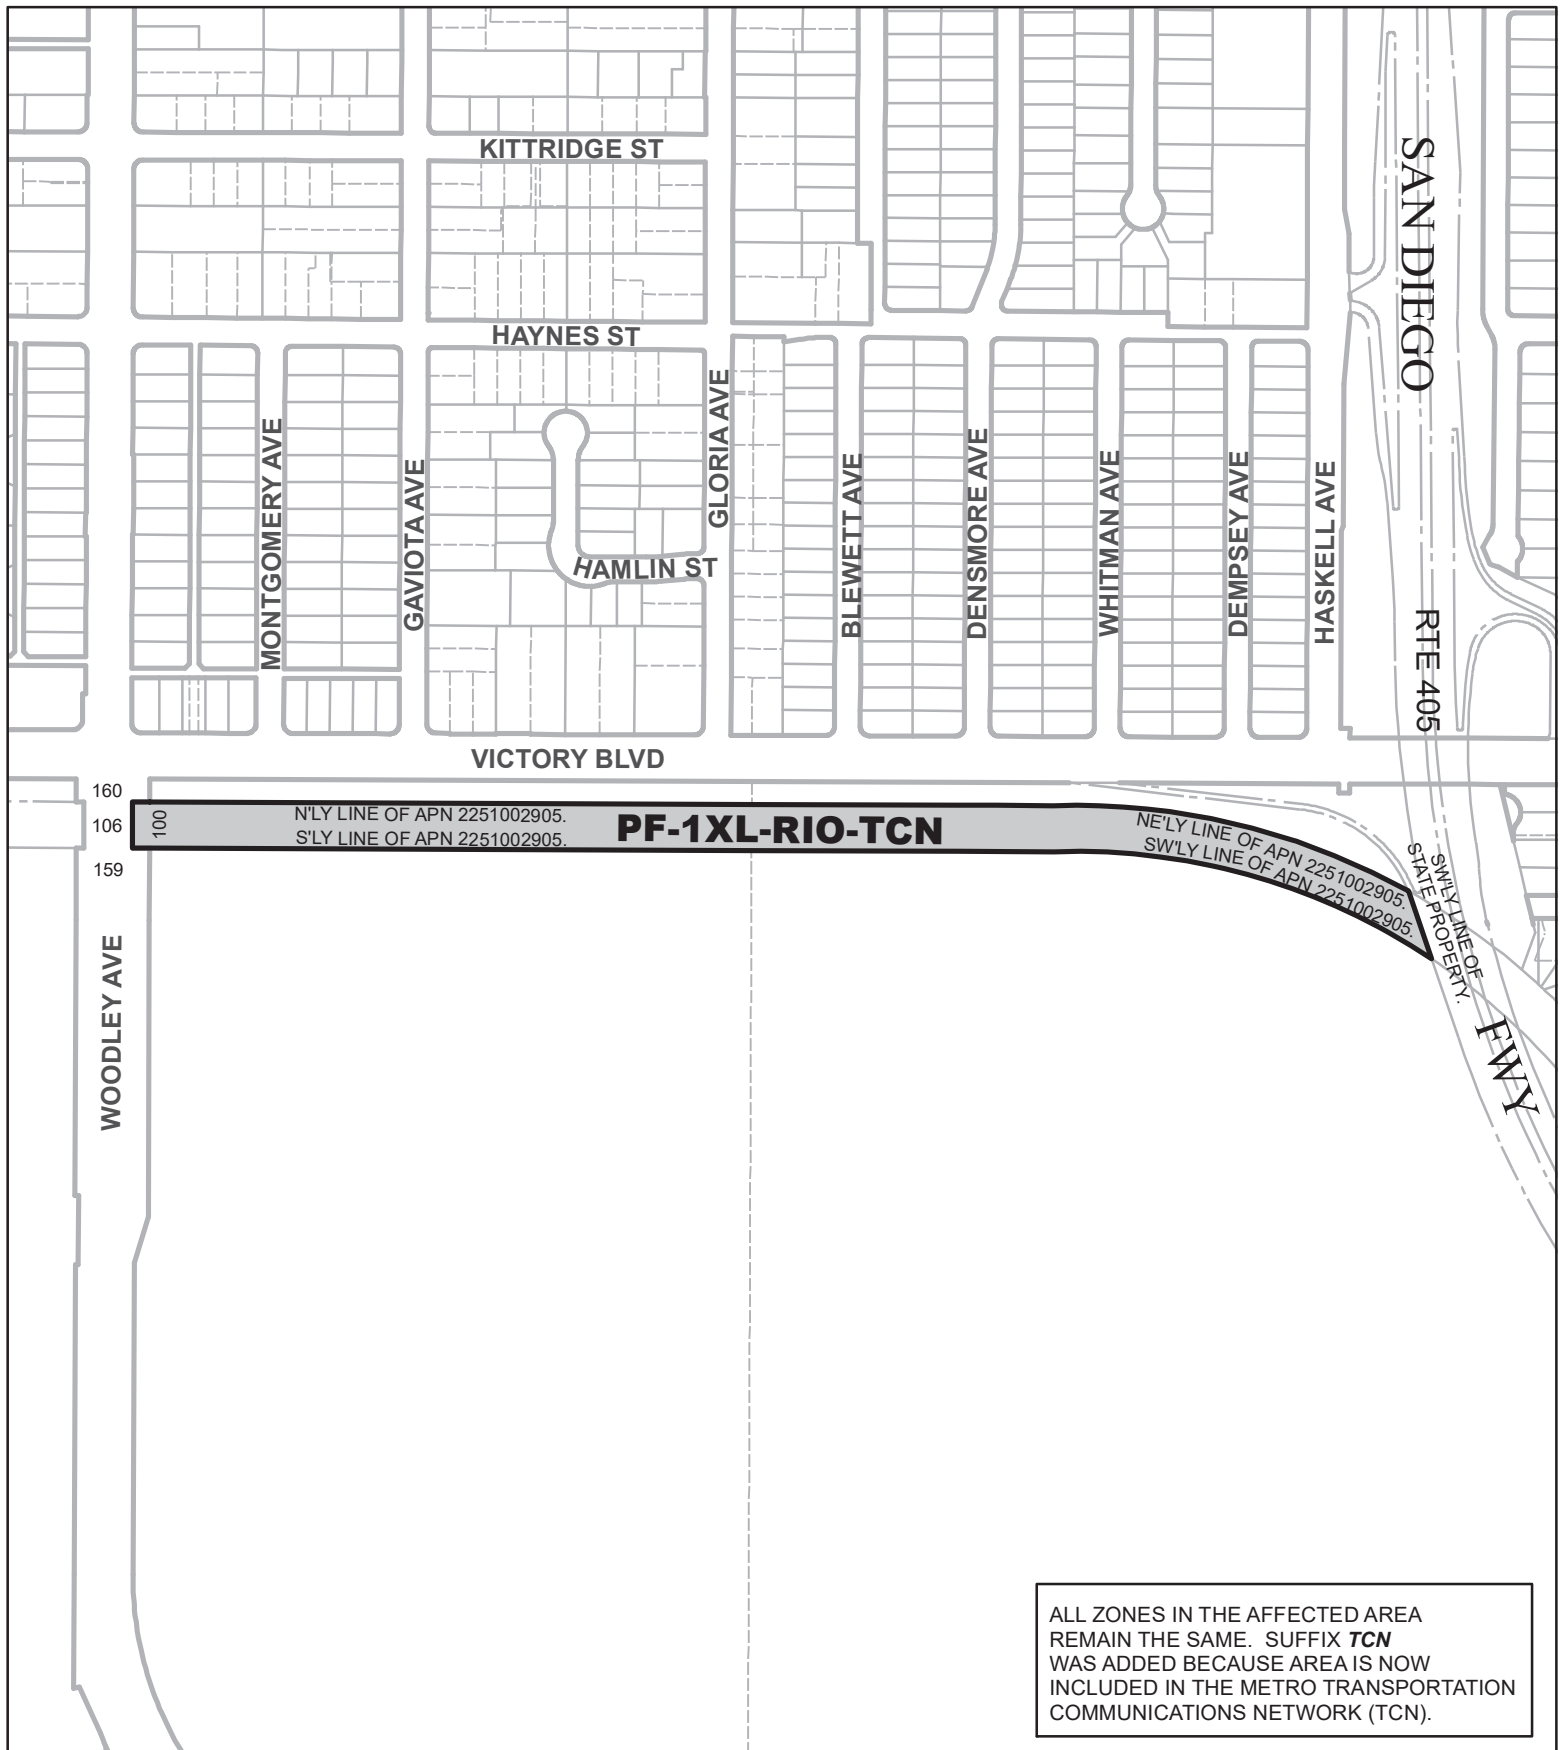 KITTRIDGE ST
SAN DIEGO
HAYNES ST
MONTGOMERY AVE
GAVIOTA AVE
GLORIA AVE
HAMLIN ST
BLEWETT AVE
DENSMORE AVE
WHITMAN AVE
DEMPSEY AVE
HASKELL AVE
RTE 405
VICTORY BLVD
160
106
159
100
N'LY LINE OF APN 2251002905.
S'LY LINE OF APN 2251002905.
PF-1XL-RIO-TCN
NE'LY LINE OF APN 2251002905.
SW'LY LINE OF APN 2251002905.
SW'LY LINE OF
STATE PROPERTY.
WOODLEY AVE
FWY
ALL ZONES IN THE AFFECTED AREA
REMAIN THE SAME. SUFFIX TCN
WAS ADDED BECAUSE AREA IS NOW
INCLUDED IN THE METRO TRANSPORTATION
COMMUNICATIONS NETWORK (TCN).